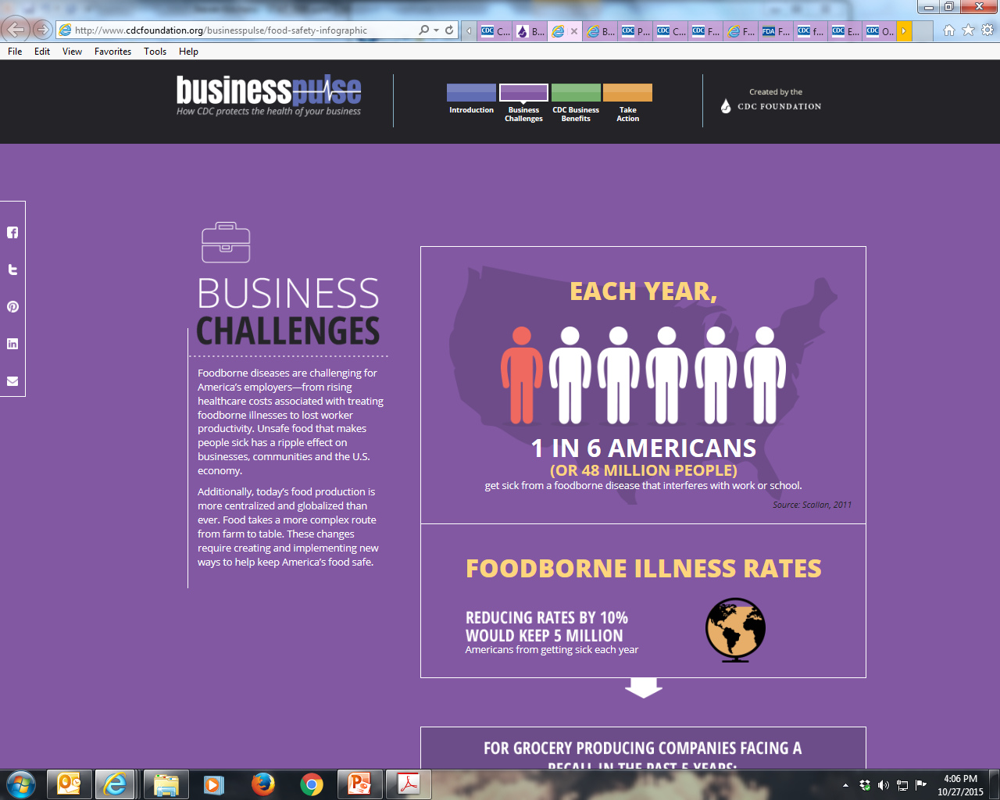 http://www.cdcfoundation.org/businesspulse/food-safety-infographic
C...
B...
B...
P...
C...
F...
F...
FDA F...
f...
E...
O...
File Edit View Favorites Tools Help
businesspulse
How CDC protects the health of your business
Introduction
Business
Challenges
CDC Business
Benefits
Take
Action
Created by the
CDC FOUNDATION
BUSINESS
CHALLENGES
Foodborne diseases are challenging for
America’s employers—from rising
healthcare costs associated with treating
foodborne illnesses to lost worker
productivity. Unsafe food that makes
people sick has a ripple effect on
businesses, communities and the U.S.
economy.
Additionally, today’s food production is
more centralized and globalized than
ever. Food takes a more complex route
from farm to table. These changes
require creating and implementing new
ways to help keep America’s food safe.
EACH YEAR,
1 IN 6 AMERICANS
(OR 48 MILLION PEOPLE)
get sick from a foodborne disease that interferes with work or school.
Source: Scallan, 2011
FOODBORNE ILLNESS RATES
REDUCING RATES BY 10%
WOULD KEEP 5 MILLION
Americans from getting sick each year
FOR GROCERY PRODUCING COMPANIES FACING A
RECALL IN THE PAST 5 YEARS:
4:06 PM
10/27/2015